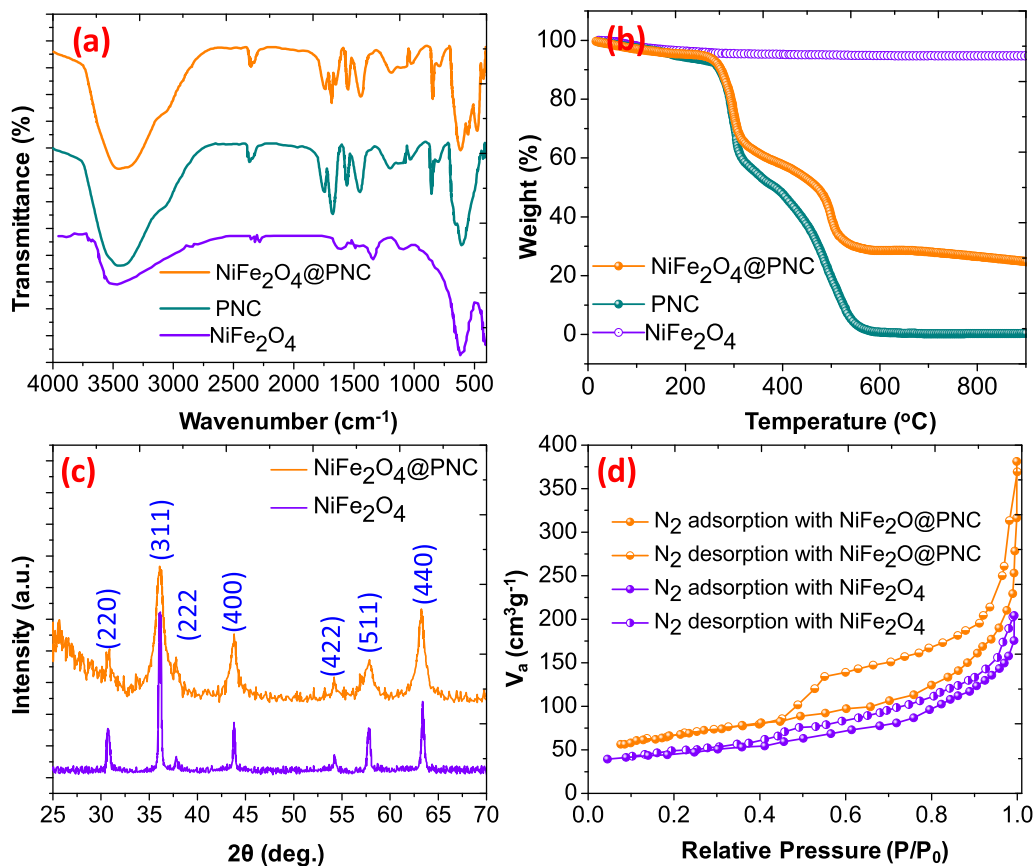 (a)
Transmittance (%)
NiFe2O4@PNC
PNC
NiFe2O4
4000 3500 3000 2500 2000 1500 1000 500
Wavenumber (cm-1)
(b)
Weight (%)
100
80
60
40
20
0
NiFe2O4@PNC
PNC
NiFe2O4
0 200 400 600 800
Temperature (oC)
(c)
Intensity (a.u.)
NiFe2O4@PNC
NiFe2O4
(220)
(311)
(222
(400)
(422)
(511)
(440)
25 30 35 40 45 50 55 60 65 70
2θ (deg.)
(d)
Va (cm3g-1)
400
350
300
250
200
150
100
50
0
N2 adsorption with NiFe2O@PNC
N2 desorption with NiFe2O@PNC
N2 adsorption with NiFe2O4
N2 desorption with NiFe2O4
0.0 0.2 0.4 0.6 0.8 1.0
Relative Pressure (P/P0)